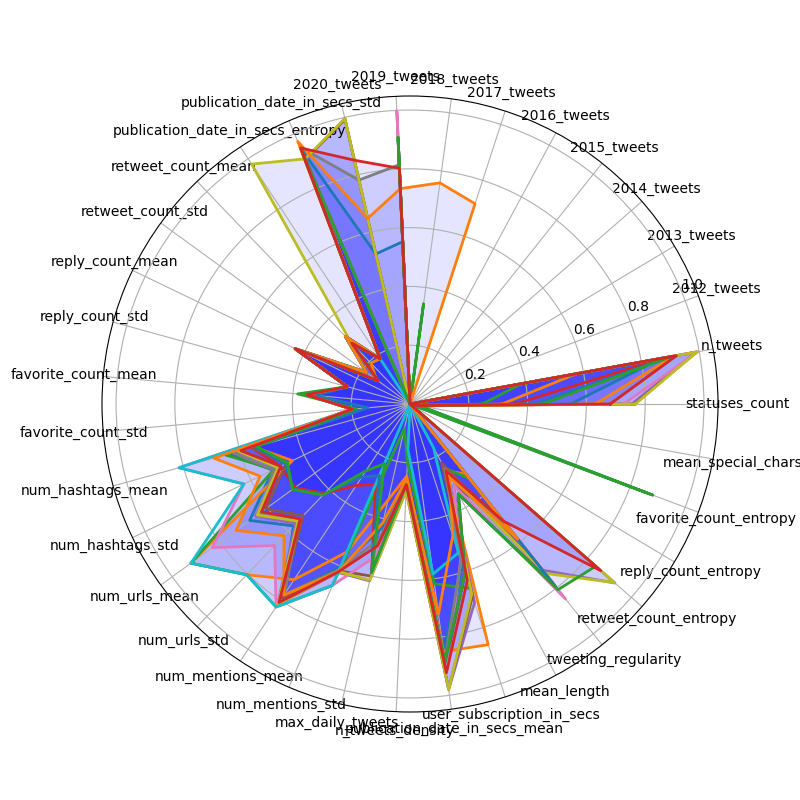 2019_tweets
2018_tweets
2020_tweets
2017_tweets
publication_date_in_secs_std
2016_tweets
publication_date_in_secs_entropy
2015_tweets
retweet_count_mean
2014_tweets
retweet_count_std
2013_tweets
reply_count_mean
2012_tweets
1.0
0.8
reply_count_std
0.6
n_tweets
0.4
favorite_count_mean
0.2
statuses_count
favorite_count_std
mean_special_chars
num_hashtags_mean
favorite_count_entropy
num_hashtags_std
reply_count_entropy
num_urls_mean
retweet_count_entropy
num_urls_std
tweeting_regularity
num_mentions_mean
mean_length
num_mentions_std
user_subscription_in_secs
max_daily_tweets
publication_date_in_secs_mean
n_tweets_density